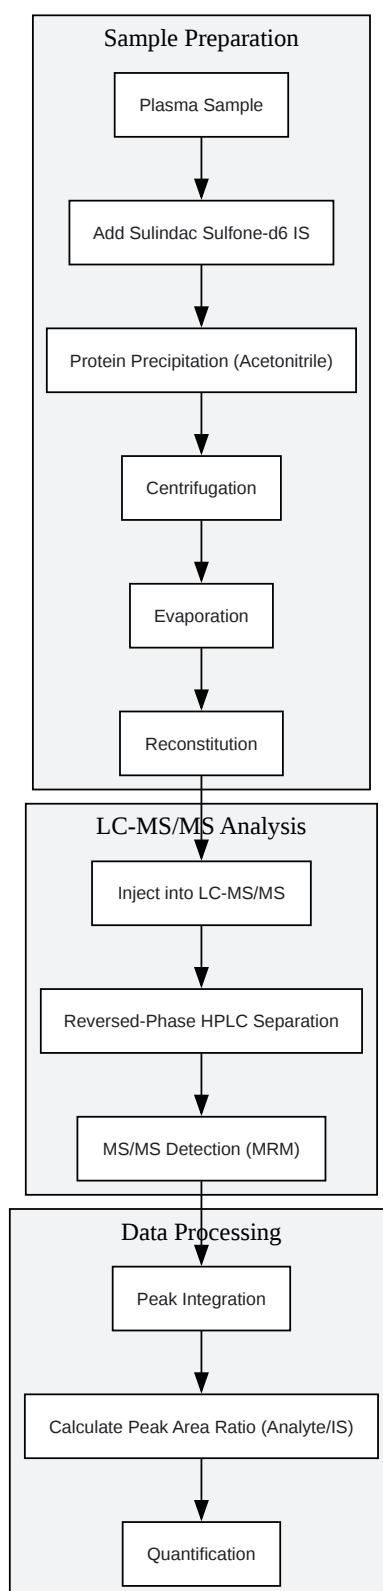 Sample Preparation
Plasma Sample
Add Sulindac Sulfone-d6 IS
Protein Precipitation (Acetonitrile)
Centrifugation
Evaporation
Reconstitution
LC-MS/MS Analysis
Inject into LC-MS/MS
Reversed-Phase HPLC Separation
MS/MS Detection (MRM)
Data Processing
Peak Integration
Calculate Peak Area Ratio (Analyte/IS)
Quantification